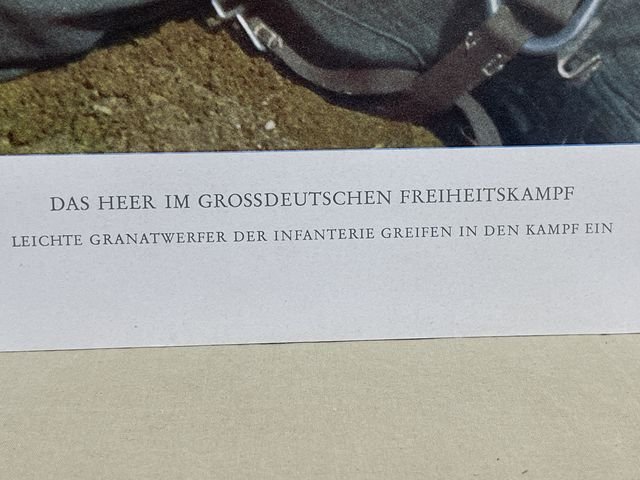 DAS HEER IM GROSSDEUTSCHEN FREIHEITSKAMPF
LEICHTE GRANATWERFER DER INFANTERIE GREIFEN IN DEN KAMPF EIN